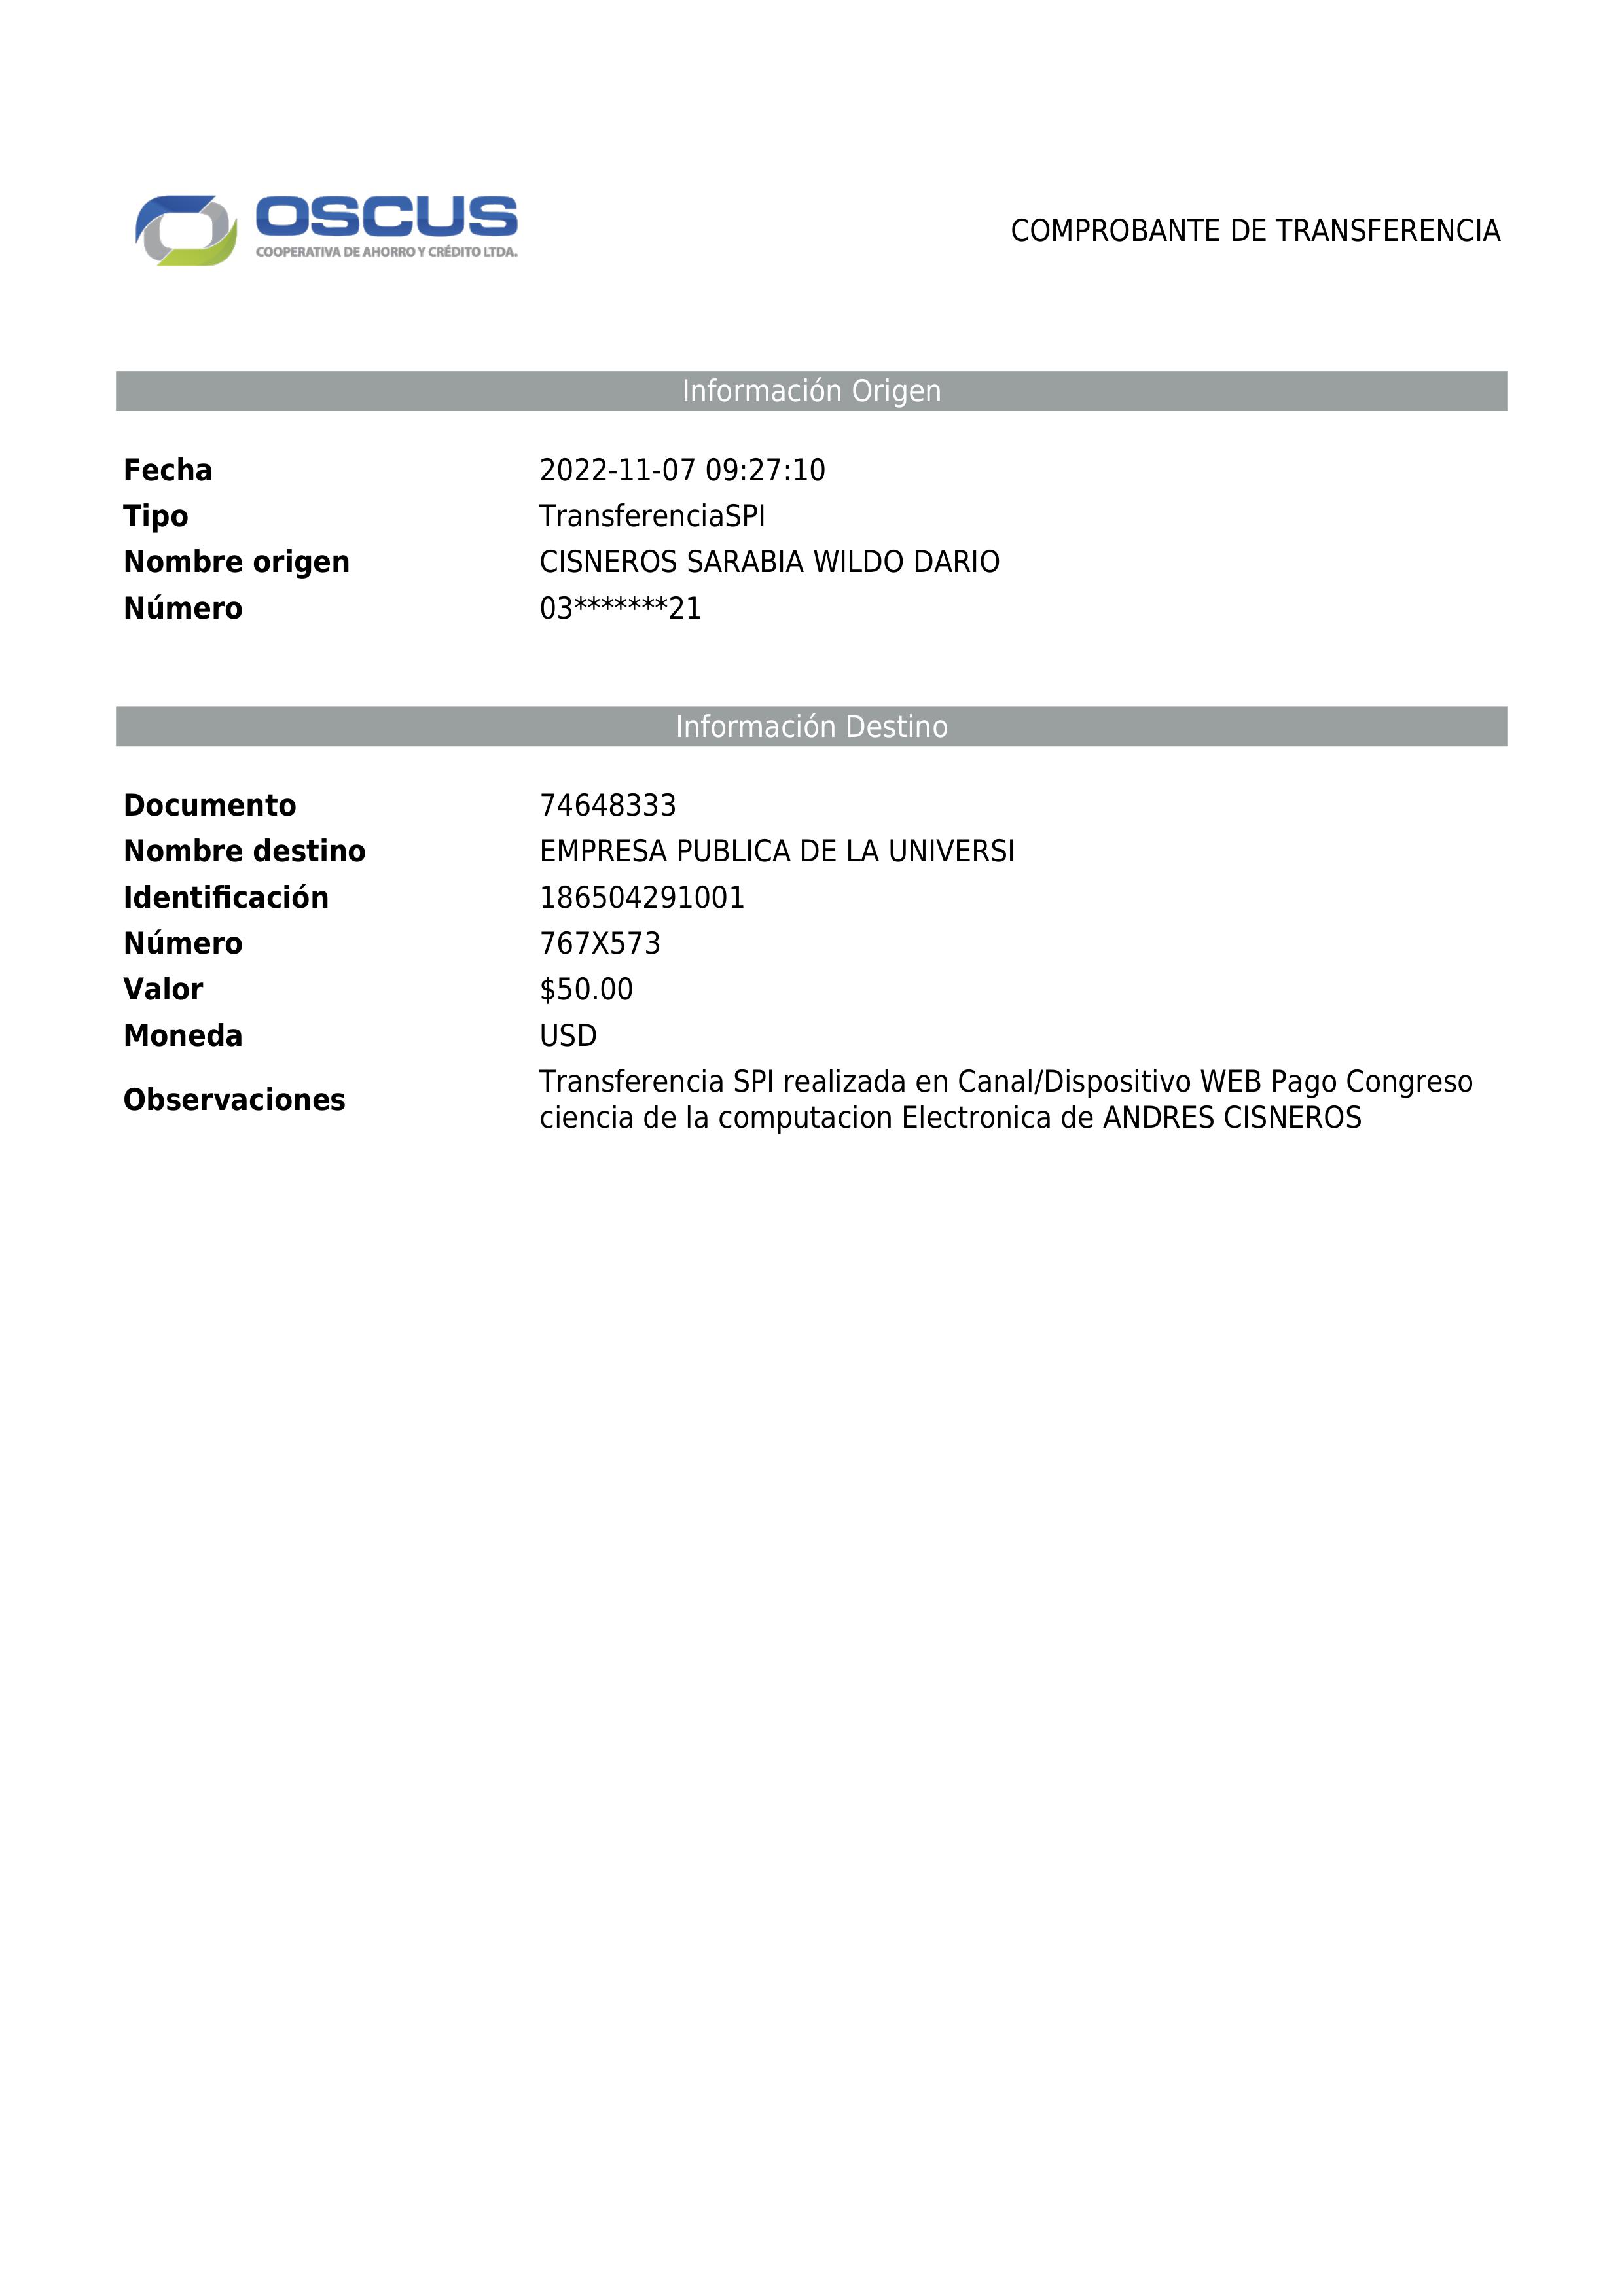 OSCUS
COOPERATIVA DE AHORRO Y CRÉDITO LTDA.
COMPROBANTE DE TRANSFERENCIA
Información Origen
Fecha 2022-11-07 09:27:10
Tipo TransferenciaSPI
Nombre origen CISNEROS SARABIA WILDO DARIO
Número 03*******21
Información Destino
Documento 74648333
Nombre destino EMPRESA PUBLICA DE LA UNIVERSI
Identificación 186504291001
Número 767X573
Valor $50.00
Moneda USD
Observaciones Transferencia SPI realizada en Canal/Dispositivo WEB Pago Congreso
ciencia de la computacion Electronica de ANDRES CISNEROS